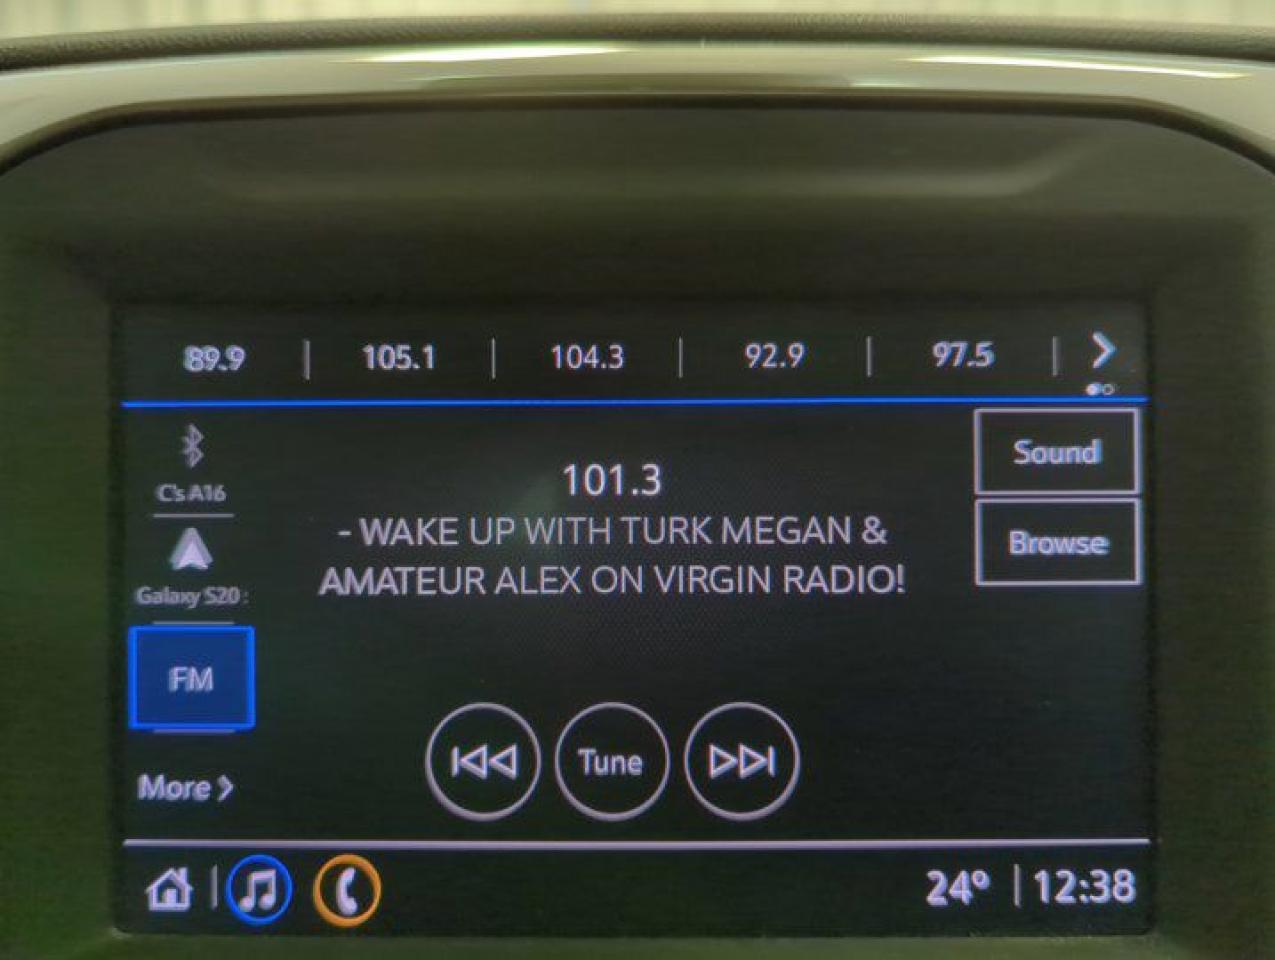 89.9 | 105.1 | 104.3 | 92.9 | 97.5
C's A16
Galaxy S20:
FM
More
101.3
- WAKE UP WITH TURK MEGAN &
AMATEUR ALEX ON VIRGIN RADIO!
Sound
Browse
Tune
24° | 12:38